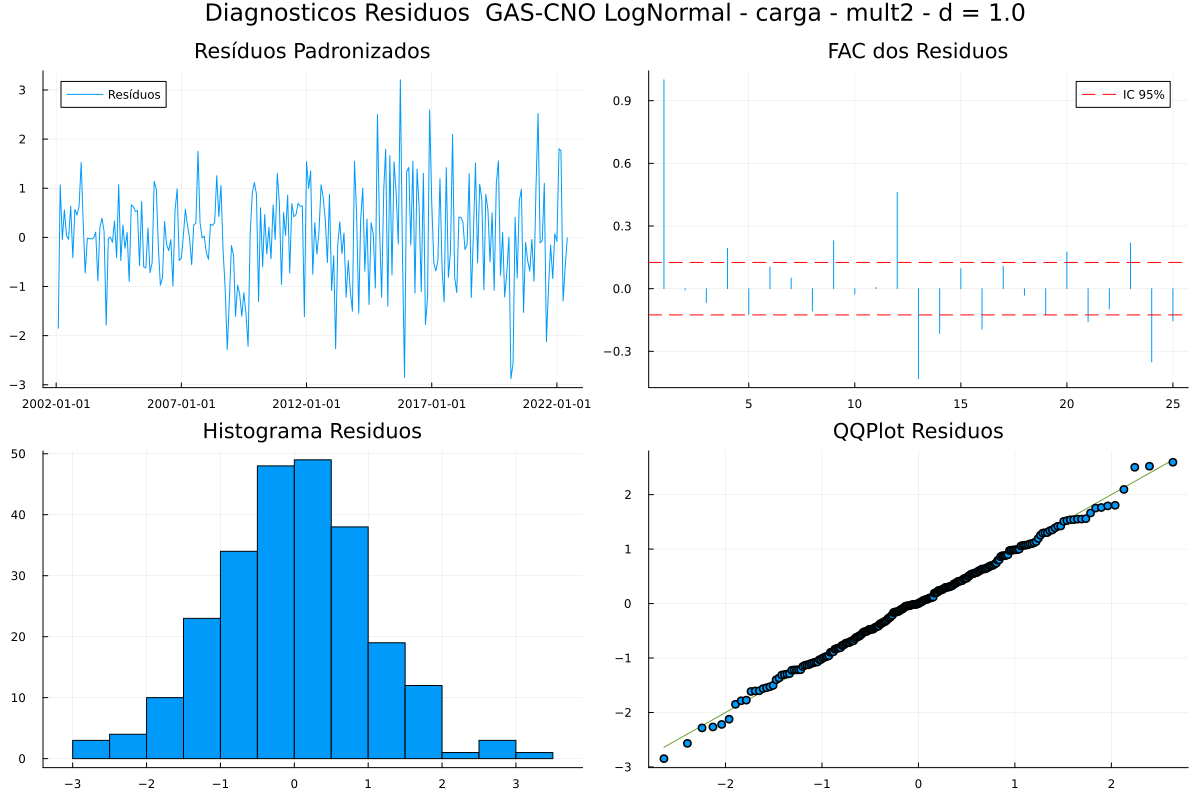 Diagnosticos Residuos  GAS-CNO LogNormal - carga - mult2 - d = 1.0
Resíduos Padronizados
Resíduos
3
2
1
0
−1
−2
−3
2002-01-01 2007-01-01 2012-01-01 2017-01-01 2022-01-01
FAC dos Residuos
IC 95%
0.9
0.6
0.3
0.0
−0.3
5 10 15 20 25
Histograma Residuos
50
40
30
20
10
0
−3 −2 −1 0 1 2 3
QQPlot Residuos
2
1
0
−1
−2
−3
−2 −1 0 1 2